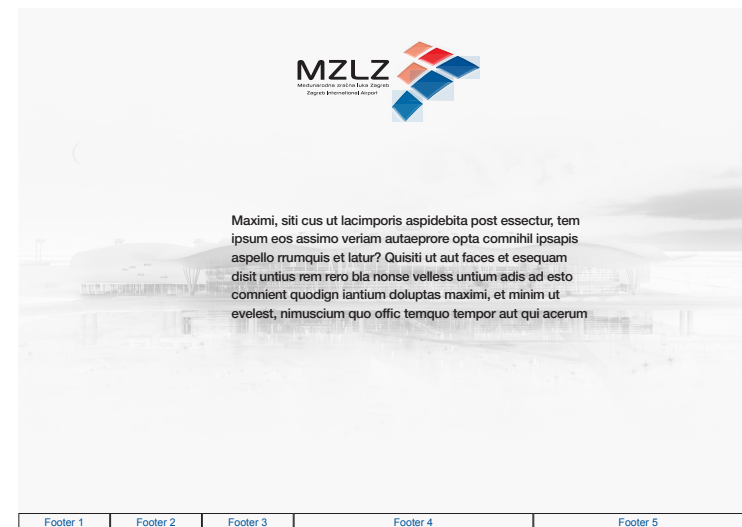 MZLZ
Međunarodna zračna luka Zagreb
Zagreb International Airport
Maximi, siti cus ut lacimporis aspidebita post essectur, tem
ipsum eos assimo veriam autaeprore opta comnihil ipsapis
aspello rrumquis et latur? Quisiti ut aut faces et esequam
disit untius rem rero bla nonse velless untium adis ad esto
comnient quodign iantium doluptas maximi, et minim ut
evelest, nimuscium quo offic temquo tempor aut qui acerum
Footer 1 Footer 2 Footer 3 Footer 4 Footer 5